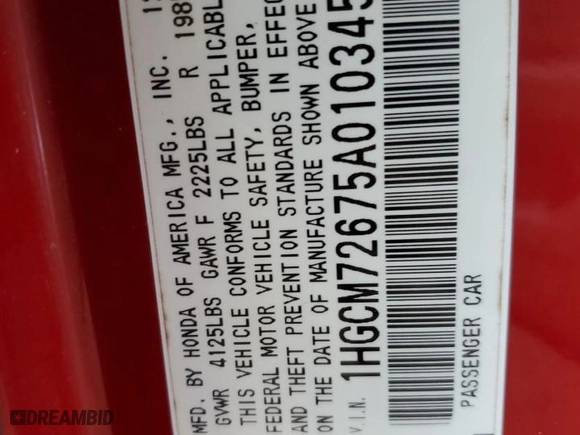 MFD. BY HONDA OF AMERICA MFG., INC.
GVWR 4125LBS GAWR F 2225LBS R
THIS VEHICLE CONFORMS TO ALL APPLICABL
FEDERAL MOTOR VEHICLE SAFETY, BUMPER,
AND THEFT PREVENTION STANDARDS IN EFFEC
ON THE DATE OF MANUFACTURE SHOWN ABOVE
1HGCM72675A010345
V.I.N. PASSENGER CAR
DREAMBID